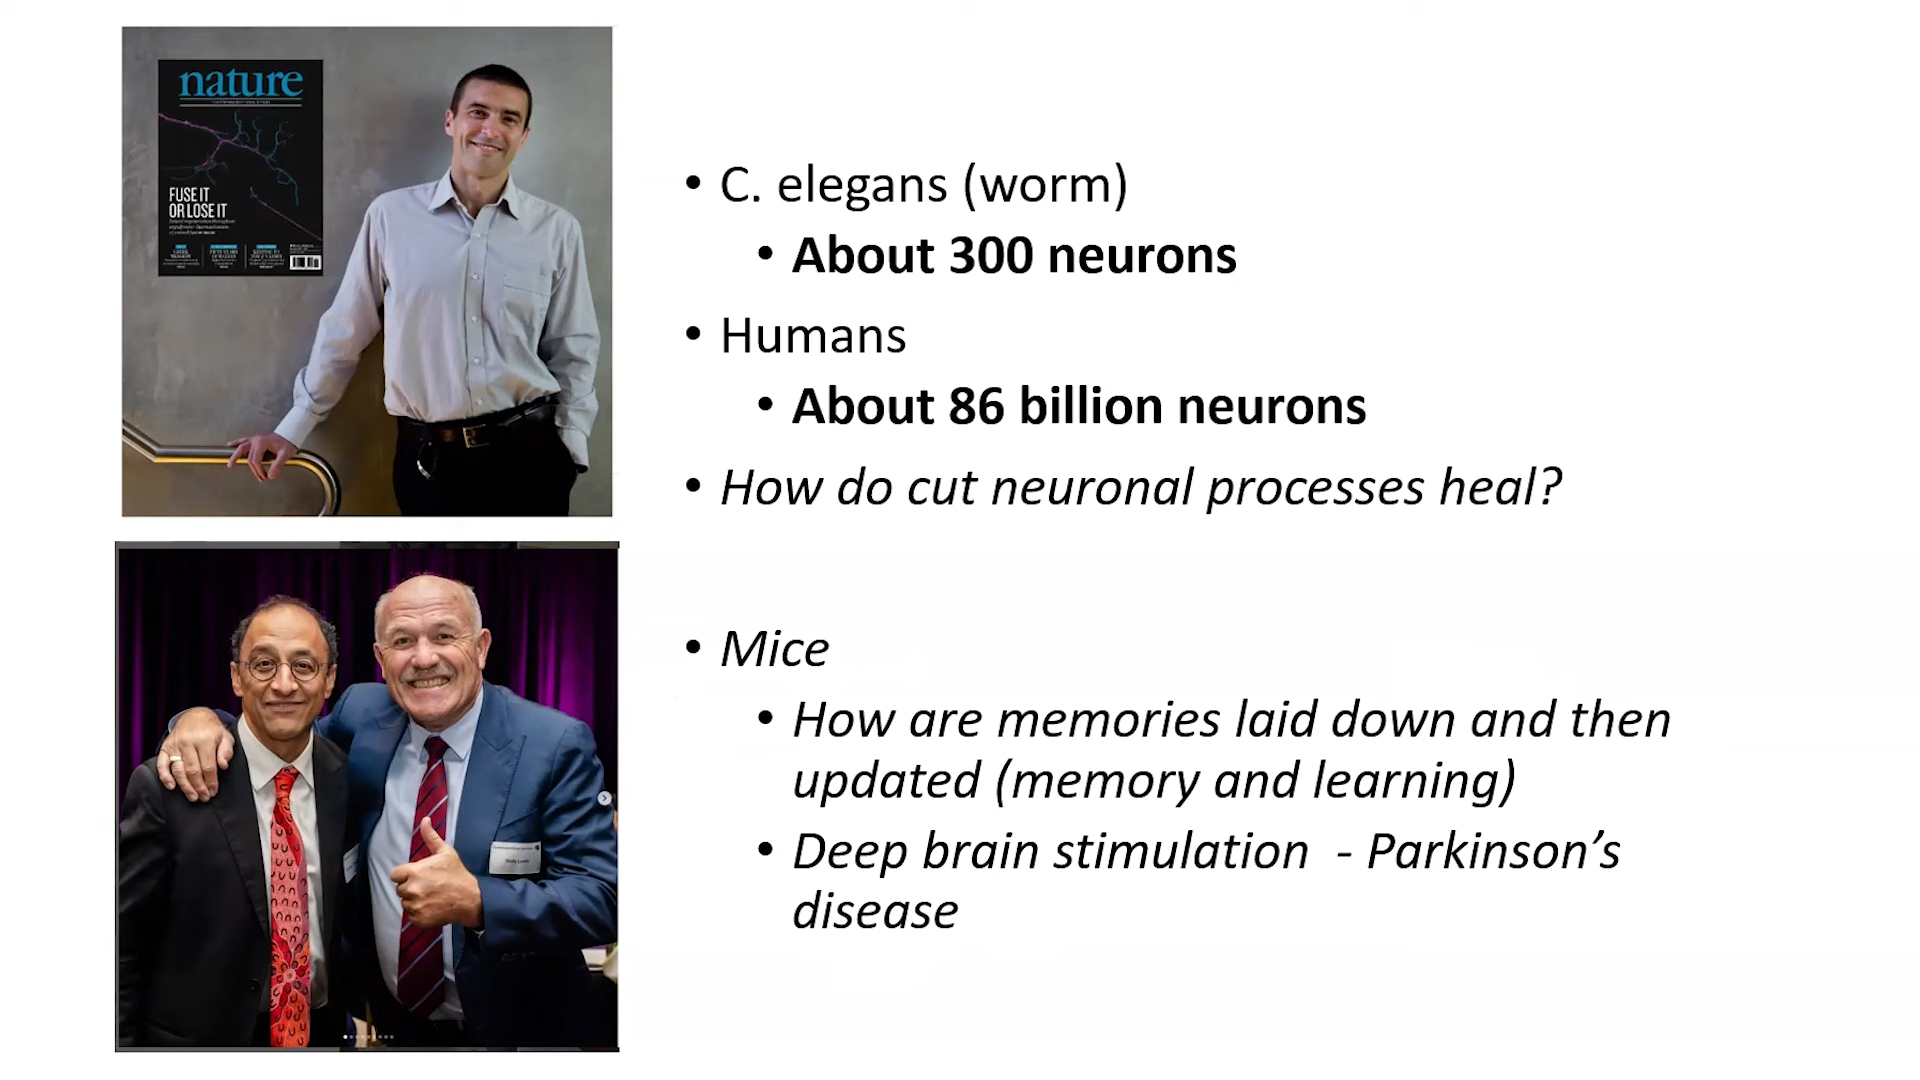 nature
FUSE IT
OR LOSE IT
• C. elegans (worm)
• About 300 neurons
• Humans
• About 86 billion neurons
• How do cut neuronal processes heal?
• Mice
• How are memories laid down and then
updated (memory and learning)
• Deep brain stimulation - Parkinson’s
disease